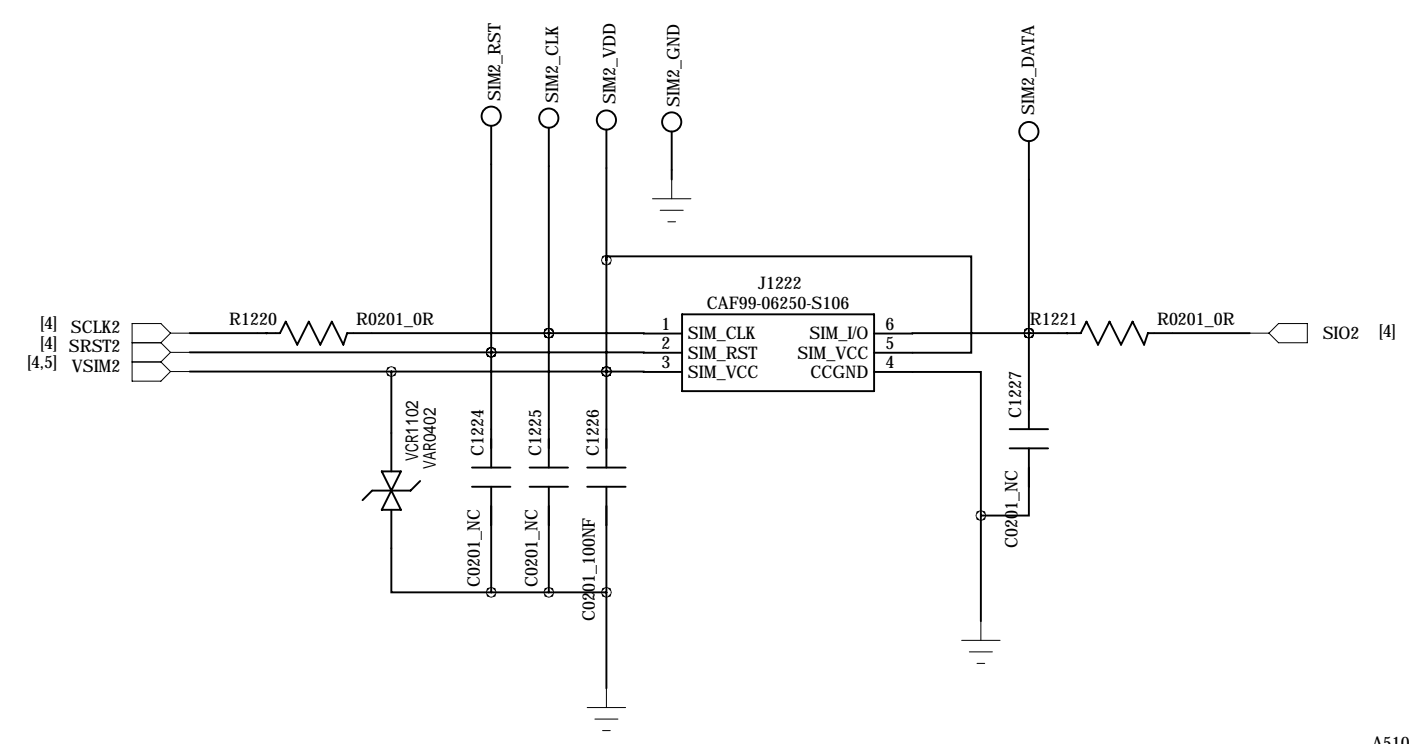 SIM2_RST
SIM2_CLK
SIM2_VDD
SIM2_GND
SIM2_DATA
J1222
CAF99-06250-S106
[4] SCLK2
R1220
R0201_0R
1
SIM_CLK
SIM_I/O
6
R1221
R0201_0R
SIO2 [4]
[4] SRST2
2
SIM_RST
SIM_VCC
5
[4,5] VSIM2
3
SIM_VCC
CCGND
4
VCR1102
VAR0402
C1224
C0201_NC
C1225
C0201_NC
C1226
C0201_100NF
C1227
C0201_NC
A510